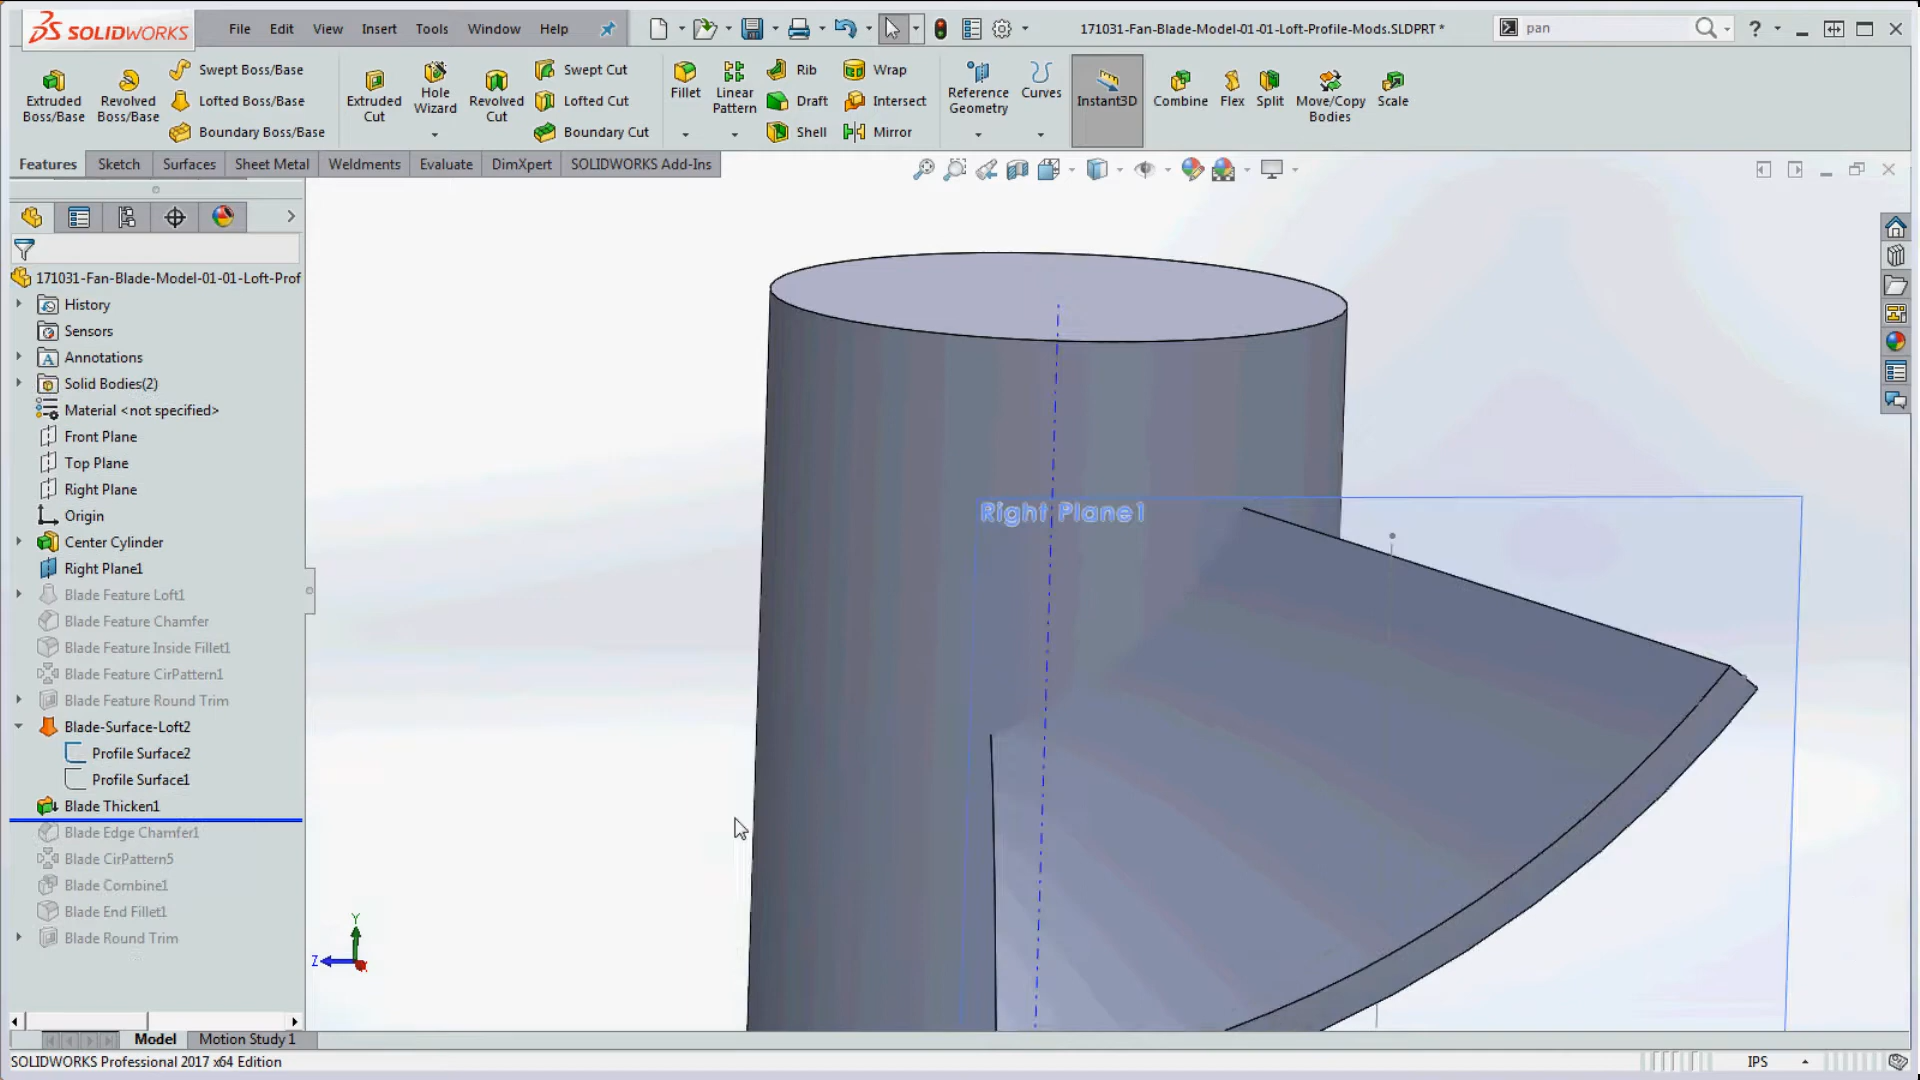 SOLIDWORKS
File Edit View Insert Tools Window Help
171031-Fan-Blade-Model-01-01-Loft-Profile-Mods.SLDPRT *
pan
Extruded Boss/Base
Revolved Boss/Base
Swept Boss/Base
Lofted Boss/Base
Boundary Boss/Base
Extruded Cut
Hole Wizard
Revolved Cut
Swept Cut
Lofted Cut
Boundary Cut
Fillet
Linear Pattern
Rib
Draft
Shell
Wrap
Intersect
Mirror
Reference Geometry
Curves
Instant3D
Combine
Flex
Split
Move/Copy Bodies
Scale
Features Sketch Surfaces Sheet Metal Weldments Evaluate DimXpert SOLIDWORKS Add-Ins
171031-Fan-Blade-Model-01-01-Loft-Prof
History
Sensors
Annotations
Solid Bodies(2)
Material <not specified>
Front Plane
Top Plane
Right Plane
Origin
Center Cylinder
Right Plane1
Blade Feature Loft1
Blade Feature Chamfer
Blade Feature Inside Fillet1
Blade Feature CirPattern1
Blade Feature Round Trim
Blade-Surface-Loft2
Profile Surface2
Profile Surface1
Blade Thicken1
Blade Edge Chamfer1
Blade CirPattern5
Blade Combine1
Blade End Fillet1
Blade Round Trim
Right Plane1
Y
Z
Model Motion Study 1
SOLIDWORKS Professional 2017 x64 Edition
IPS